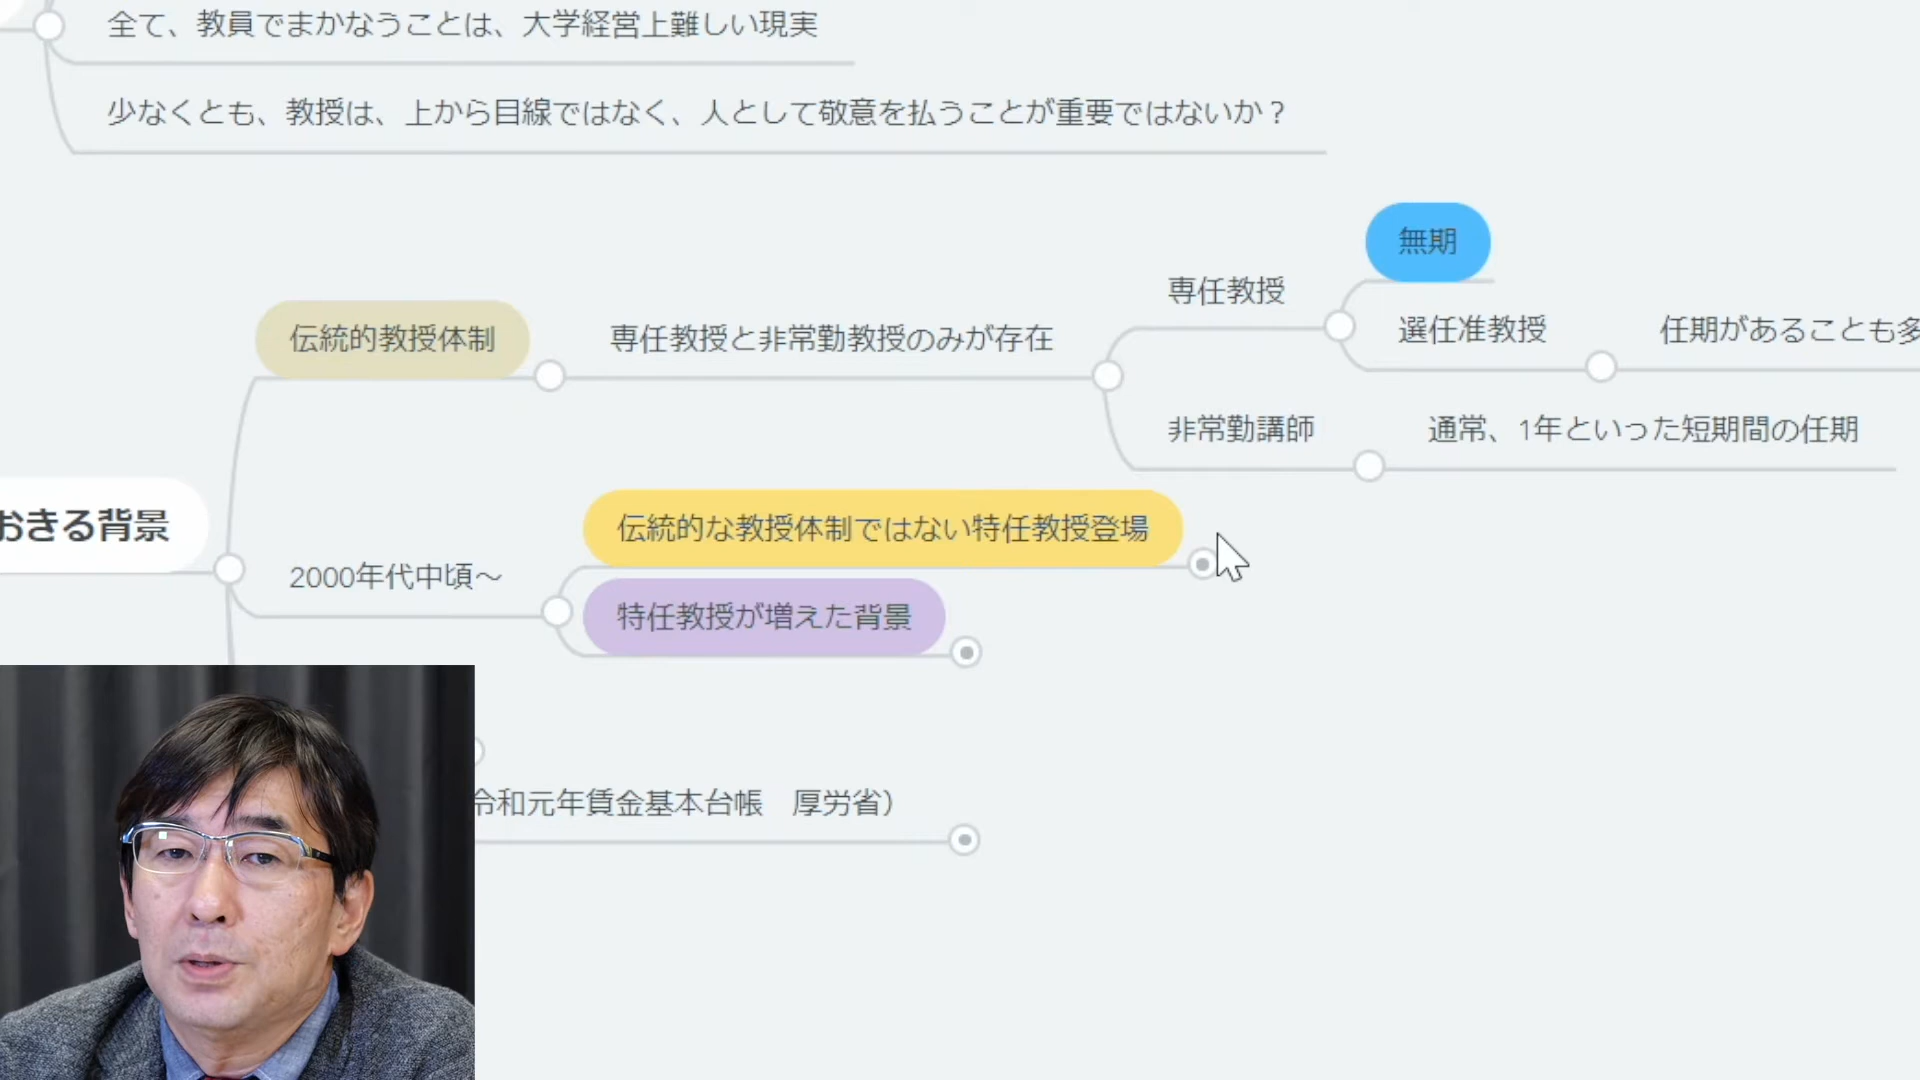 全て、教員でまかなうことは、大学経営上難しい現実
少なくとも、教授は、上から目線ではなく、人として敬意を払うことが重要ではないか？
無期
専任教授
伝統的教授体制
専任教授と非常勤教授のみが存在
選任准教授
任期があることも多
非常勤講師
通常、1年といった短期間の任期
おきる背景
伝統的な教授体制ではない特任教授登場
2000年代中頃～
特任教授が増えた背景
令和元年賃金基本台帳　厚労省）